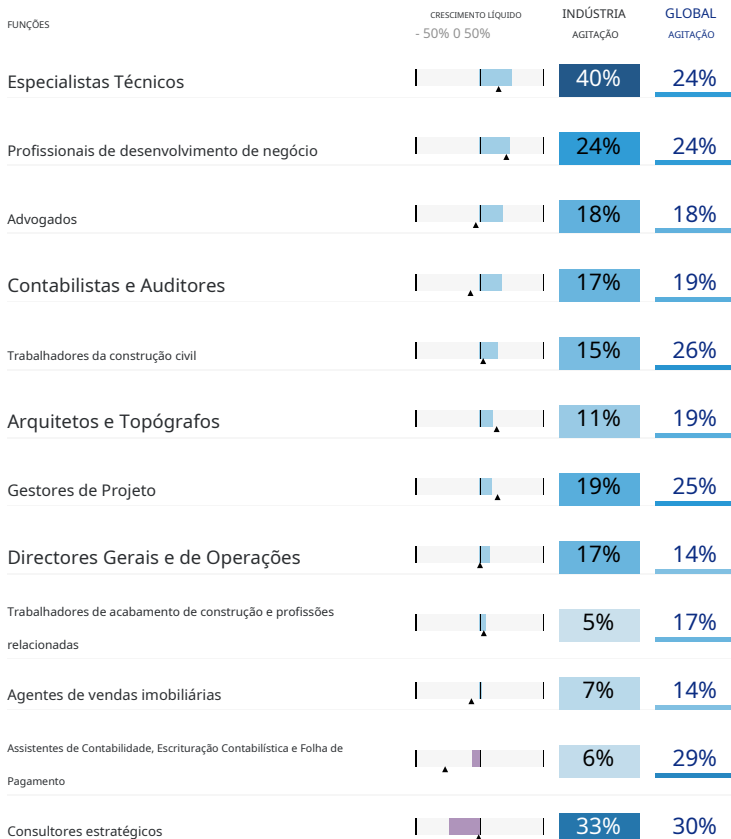 FUNÇÕES
CRESCIMENTO LÍQUIDO
- 50% 0 50%
INDÚSTRIA
AGITAÇÃO
GLOBAL
AGITAÇÃO
Especialistas Técnicos 40% 24%
Profissionais de desenvolvimento de negócio 24% 24%
Advogados 18% 18%
Contabilistas e Auditores 17% 19%
Trabalhadores da construção civil 15% 26%
Arquitetos e Topógrafos 11% 19%
Gestores de Projeto 19% 25%
Directores Gerais e de Operações 17% 14%
Trabalhadores de acabamento de construção e profissões
relacionadas 5% 17%
Agentes de vendas imobiliárias 7% 14%
Assistentes de Contabilidade, Escrituração Contabilística e Folha de
Pagamento 6% 29%
Consultores estratégicos 33% 30%